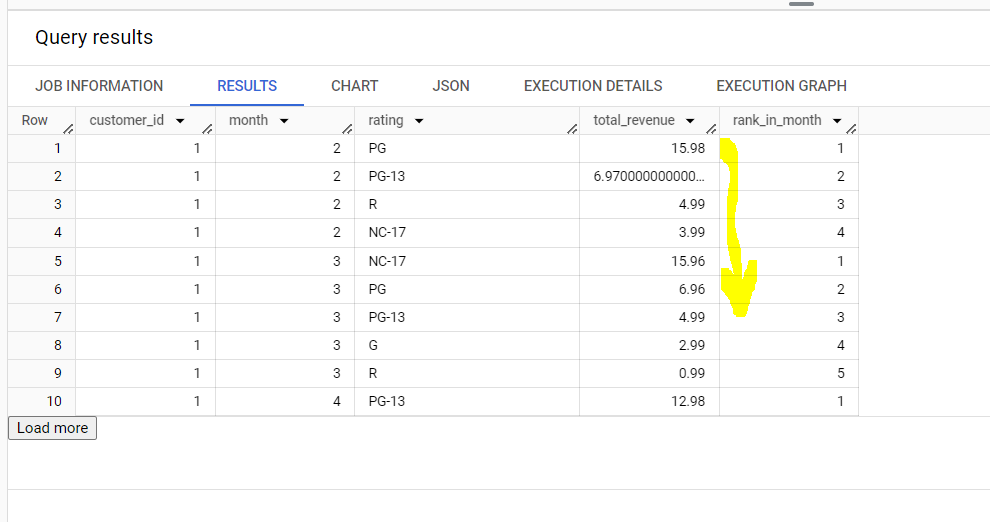 Query results
JOB INFORMATION RESULTS CHART JSON EXECUTION DETAILS EXECUTION GRAPH
Row customer_id month rating total_revenue rank_in_month
1 1 2 PG 15.98 1
2 1 2 PG-13 6.970000000000... 2
3 1 2 R 4.99 3
4 1 2 NC-17 3.99 4
5 1 3 NC-17 15.96 1
6 1 3 PG 6.96 2
7 1 3 PG-13 4.99 3
8 1 3 G 2.99 4
9 1 3 R 0.99 5
10 1 4 PG-13 12.98 1
Load more